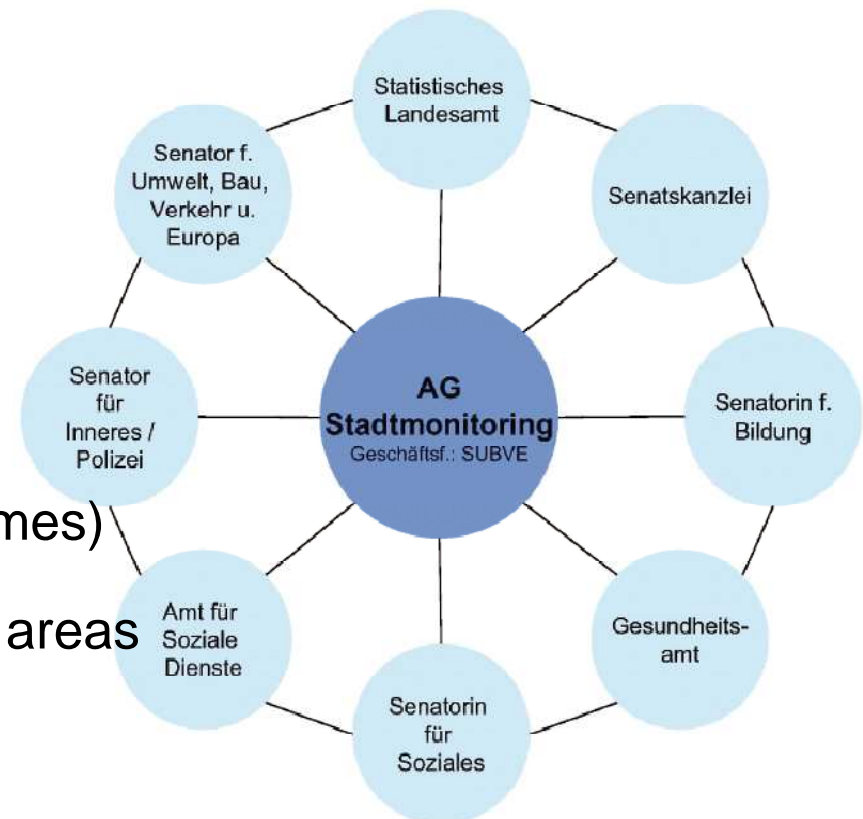 Statistisches
Landesamt
Senator f.
Umwelt, Bau,
Verkehr u.
Europa
Senatskanzlei
Senator
für
Inneres /
Polizei
AG
Stadtmonitoring
Geschäftsf.: SUBVE
Senatorin f.
Bildung
mes)
areas
Amt für
Soziale
Dienste
Gesundheits-
amt
Senatorin
für
Soziales